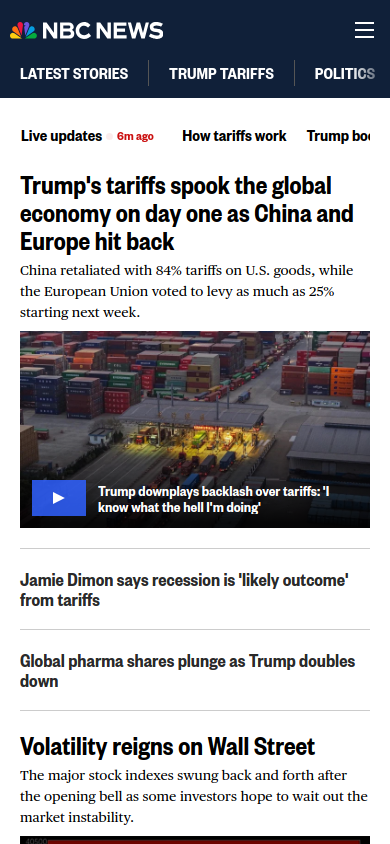 NBC NEWS
LATEST STORIES
TRUMP TARIFFS
POLITICS
Live updates
6m ago
How tariffs work
Trump
Trump's tariffs spook the global
economy on day one as China and
Europe hit back
China retaliated with 84% tariffs on U.S. goods, while
the European Union voted to levy as much as 25%
starting next week.
Trump downplays backlash over tariffs: 'I
know what the hell I'm doing'
Jamie Dimon says recession is 'likely outcome'
from tariffs
Global pharma shares plunge as Trump doubles
down
Volatility reigns on Wall Street
The major stock indexes swung back and forth after
the opening bell as some investors hope to wait out the
market instability.